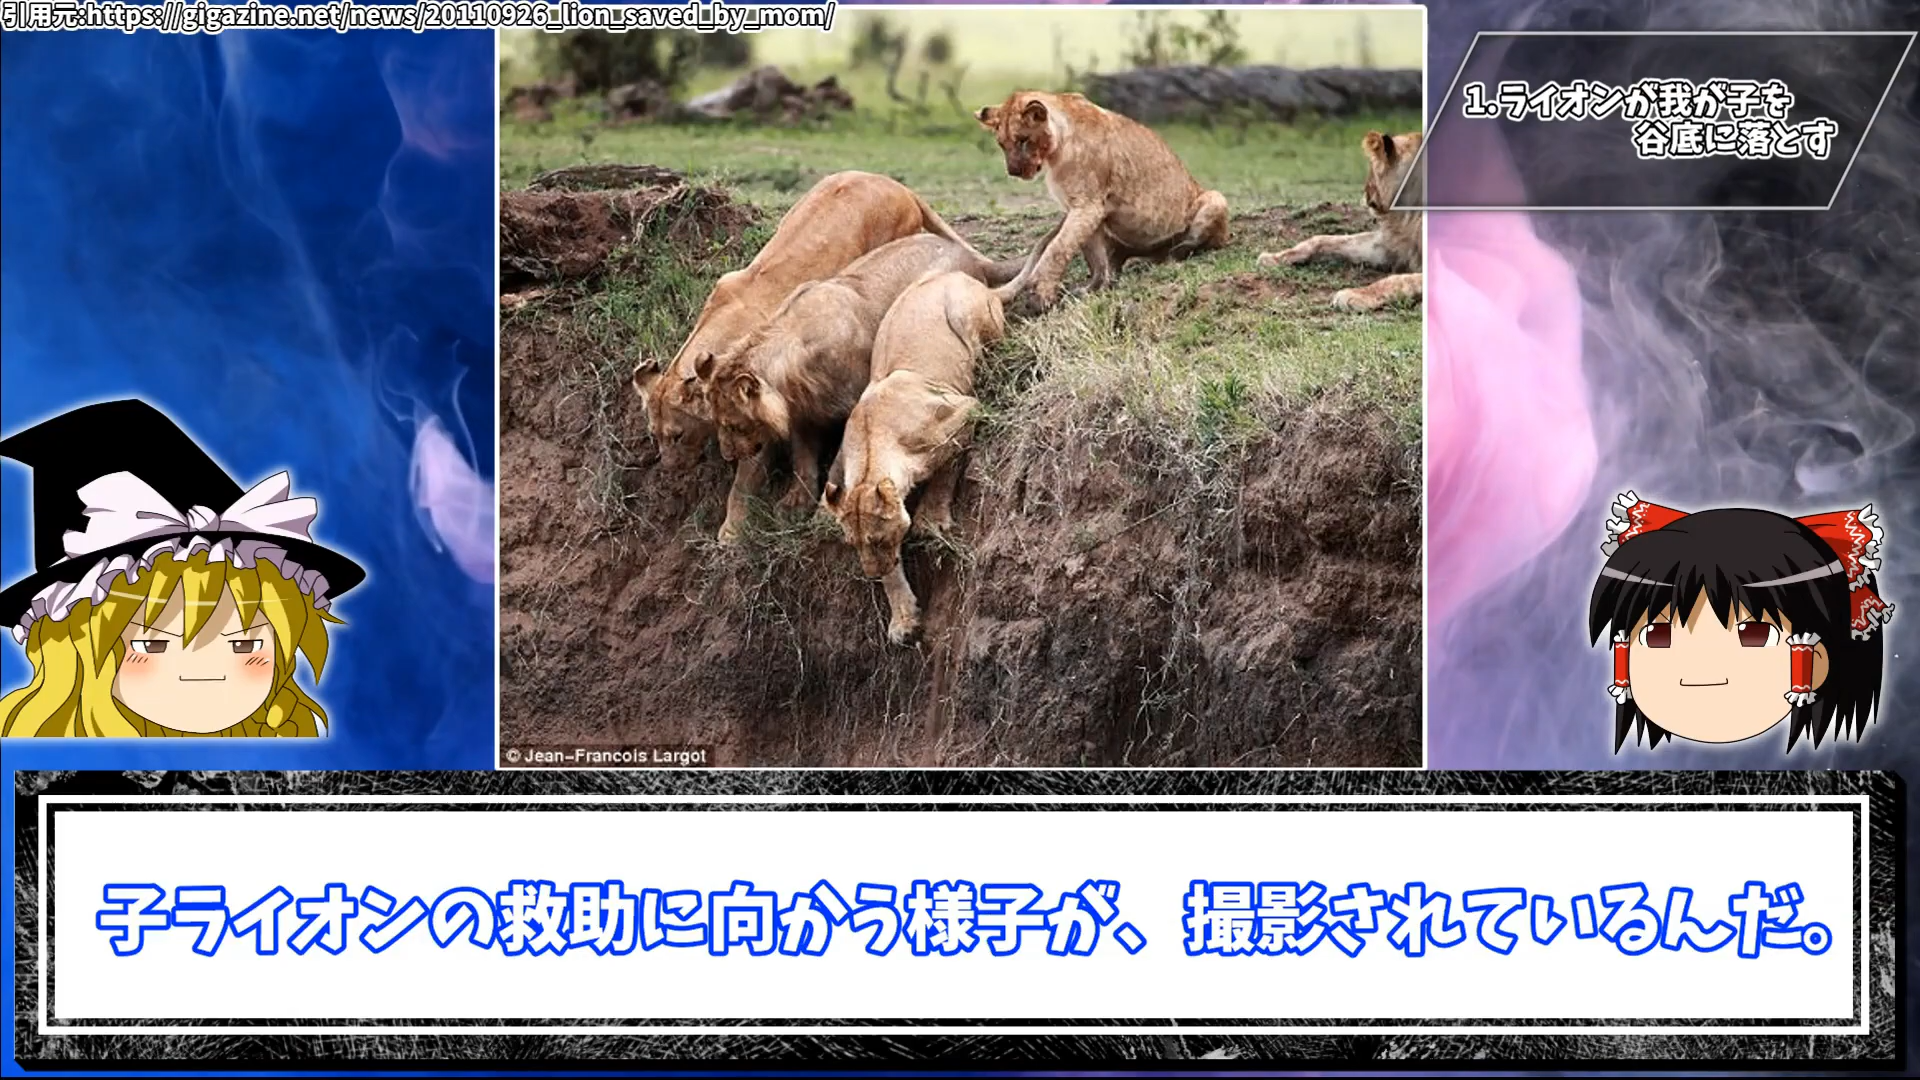 引用元:https://gigazine.net/news/20110926_lion_saved_by_mom/
1.ライオンが我が子を
谷底に落とす
© Jean-Francois Largot
子ライオンの救助に向かう様子が、撮影されているんだ。